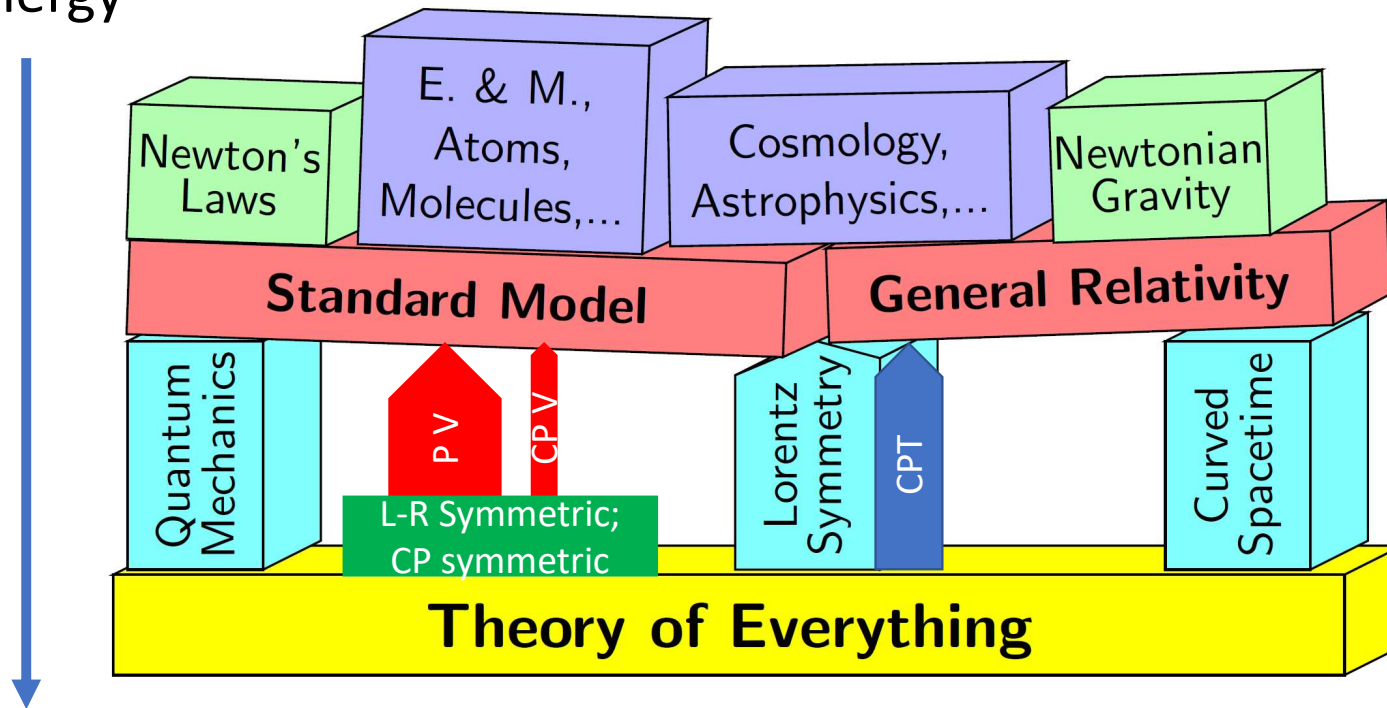 Newton's
Laws
E. & M.,
Atoms,
Molecules,...
Cosmology,
Astrophysics,...
Newtonian
Gravity
Standard Model
General Relativity
Quantum
Mechanics
P V
CP V
L-R Symmetric;
CP symmetric
Lorentz
Symmetry
CPT
Curved
Spacetime
Theory of Everything